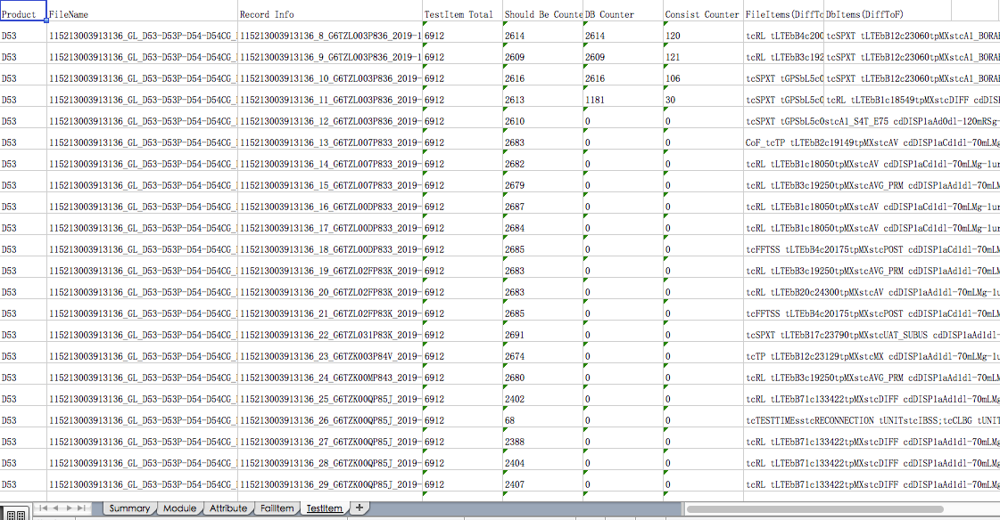 Product FileName Record Info TestItem Total Should Be Counte DB Counter Consist Counter FileItems(DiffTo DbItems(DiffToF)
D53 115213003913136_GL_D53-D53P-D54-D54CG_ 115213003913136_8_G6TZL003P836_2019-1 6912 2614 2614 120 tcRL tLTEbB4c200 tcSPXT tLTEbB12c23060tpMXstcA1_BORA
D53 115213003913136_GL_D53-D53P-D54-D54CG_ 115213003913136_9_G6TZL003P836_2019-1 6912 2609 2609 121 tcRL tLTEbB3c192 tcSPXT tLTEbB12c23060tpMXstcA1_BORA
D53 115213003913136_GL_D53-D53P-D54-D54CG_ 115213003913136_10_G6TZL003P836_2019- 6912 2616 2616 106 tcSPXT tGPSbL5c0 tcSPXT tLTEbB12c23060tpMXstcA1_BORA
D53 115213003913136_GL_D53-D53P-D54-D54CG_ 115213003913136_11_G6TZL003P836_2019- 6912 2613 1181 30 tcSPXT tGPSbL5c0 tcRL tLTEbB1c18549tpMXstcDIFF cdDIS
D53 115213003913136_GL_D53-D53P-D54-D54CG_ 115213003913136_12_G6TZK003P836_2019- 6912 2610 0 0 tcSPXT tGPSbL5c0stcA1_S4T_E75 cdDISP1aAd0d1-120mRSg-
D53 115213003913136_GL_D53-D53P-D54-D54CG_ 115213003913136_13_G6TZL007P833_2019- 6912 2683 0 0 CoF_tcTP tLTEbB2c19149tpMXstcAV cdDISP1aCd1d1-70mLMg
D53 115213003913136_GL_D53-D53P-D54-D54CG_ 115213003913136_14_G6TZL007P833_2019- 6912 2682 0 0 tcRL tLTEbB1c18050tpMXstcAV cdDISP1aCd1d1-70mLMg-1ur
D53 115213003913136_GL_D53-D53P-D54-D54CG_ 115213003913136_15_G6TZL007P833_2019- 6912 2679 0 0 tcRL tLTEbB3c19250tpMXstcAVG_PRM cdDISP1aAd1d1-70mLM
D53 115213003913136_GL_D53-D53P-D54-D54CG_ 115213003913136_16_G6TZL00DP833_2019- 6912 2687 0 0 tcRL tLTEbB1c18050tpMXstcAV cdDISP1aCd1d1-70mLMg-1ur
D53 115213003913136_GL_D53-D53P-D54-D54CG_ 115213003913136_17_G6TZL00DP833_2019- 6912 2684 0 0 tcRL tLTEbB1c18050tpMXstcAV cdDISP1aAd1d1-70mLMg-1ur
D53 115213003913136_GL_D53-D53P-D54-D54CG_ 115213003913136_18_G6TZL00DP833_2019- 6912 2685 0 0 tcFFTSS tLTEbB4c20175tpMXstcPOST cdDISP1aCd1d1-70mLM
D53 115213003913136_GL_D53-D53P-D54-D54CG_ 115213003913136_19_G6TZL02FP83K_2019- 6912 2683 0 0 tcRL tLTEbB3c19250tpMXstcAVG_PRM cdDISP1aAd1d1-70mLM
D53 115213003913136_GL_D53-D53P-D54-D54CG_ 115213003913136_20_G6TZL02FP83K_2019- 6912 2683 0 0 tcRL tLTEbB20c24300tpMXstcAV cdDISP1aAd1d1-70mLMg-1u
D53 115213003913136_GL_D53-D53P-D54-D54CG_ 115213003913136_21_G6TZL02FP83K_2019- 6912 2685 0 0 tcFFTSS tLTEbB4c20175tpMXstcPOST cdDISP1aCd1d1-70mLM
D53 115213003913136_GL_D53-D53P-D54-D54CG_ 115213003913136_22_G6TZL031P83K_2019- 6912 2691 0 0 tcSPXT tLTEbB17c23790tpMXstcUAT_SUBUS cdDISP1aAd1d1-
D53 115213003913136_GL_D53-D53P-D54-D54CG_ 115213003913136_23_G6TZK003P84V_2019- 6912 2674 0 0 tcTP tLTEbB12c23129tpMXstcMX cdDISP1aAd1d1-70mLMg-1u
D53 115213003913136_GL_D53-D53P-D54-D54CG_ 115213003913136_24_G6TZK00MP843_2019- 6912 2680 0 0 tcRL tLTEbB3c19250tpMXstcAVG_PRM cdDISP1aAd1d1-70mLM
D53 115213003913136_GL_D53-D53P-D54-D54CG_ 115213003913136_25_G6TZK00QP85J_2019- 6912 2402 0 0 tcRL tLTEbB71c133422tpMXstcDIFF cdDISP1aAd1d1-70mLMg
D53 115213003913136_GL_D53-D53P-D54-D54CG_ 115213003913136_26_G6TZK00QP85J_2019- 6912 68 0 0 tcTESTTIMEsstcRECONNECTION tUNITstcIBSS;tcCLBG tUNIT
D53 115213003913136_GL_D53-D53P-D54-D54CG_ 115213003913136_27_G6TZK00QP85J_2019- 6912 2388 0 0 tcRL tLTEbB71c133422tpMXstcDIFF cdDISP1aAd1d1-70mLMg
D53 115213003913136_GL_D53-D53P-D54-D54CG_ 115213003913136_28_G6TZK00QP85J_2019- 6912 2404 0 0 tcRL tLTEbB71c133422tpMXstcDIFF cdDISP1aAd1d1-70mLMg
D53 115213003913136_GL_D53-D53P-D54-D54CG_ 115213003913136_29_G6TZK00QP85J_2019- 6912 2407 0 0 tcRL tLTEbB71c133422tpMXstcDIFF cdDISP1aAd1d1-70mLMg
Summary Module Attribute FailItem TestItem +